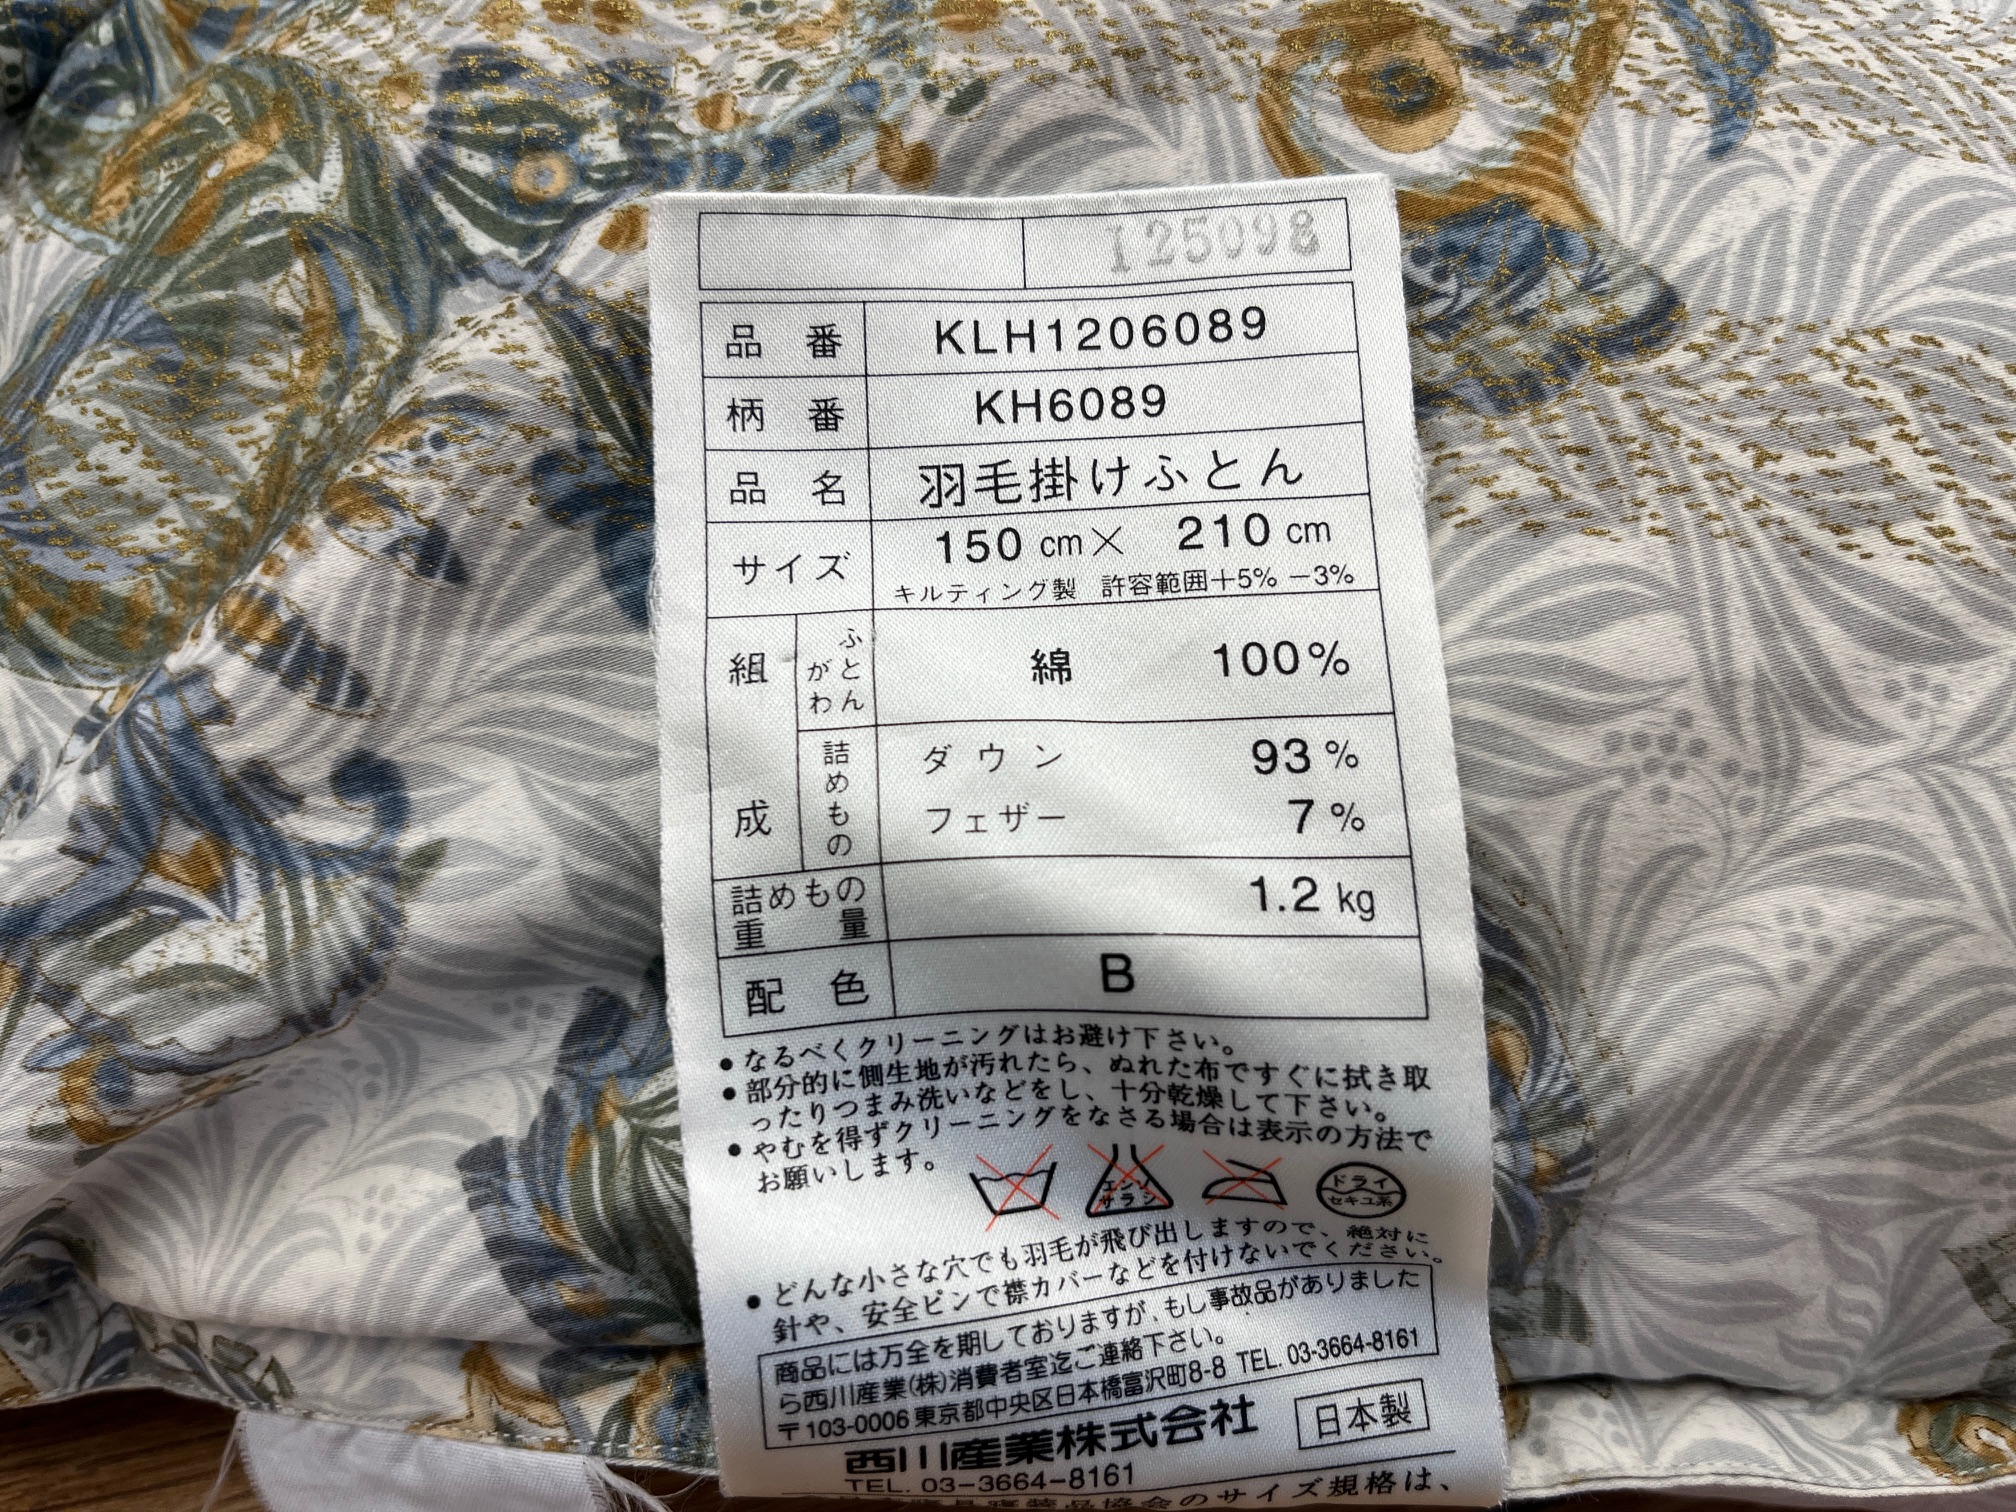 125098
品番 KLH1206089
柄番 KH6089
品名 羽毛掛けふとん
サイズ 150 cm× 210 cm
キルティング製 許容範囲+5% −3%
組成 ふとんがわ 綿 100%
詰めもの ダウン 93%
フェザー 7%
詰めもの重量 1.2 kg
配色 B
●なるべくクリーニングはお避け下さい。
●部分的に側生地が汚れたら、ぬれた布ですぐに拭き取
ったりつまみ洗いなどをし、十分乾燥して下さい。
●やむを得ずクリーニングをなさる場合は表示の方法で
お願いします。
エンソサラシ
ドライ
セキユ系
●どんな小さな穴でも羽毛が飛び出しますので、絶対に
針や、安全ピンで襟カバーなどを付けないでください。
商品には万全を期しておりますが、もし事故品がありました
ら西川産業(株)消費者室迄ご連絡下さい。
〒103-0006 東京都中央区日本橋富沢町8-8 TEL. 03-3664-8161
西川産業株式会社 日本製
TEL. 03-3664-8161
のサイズ規格は、